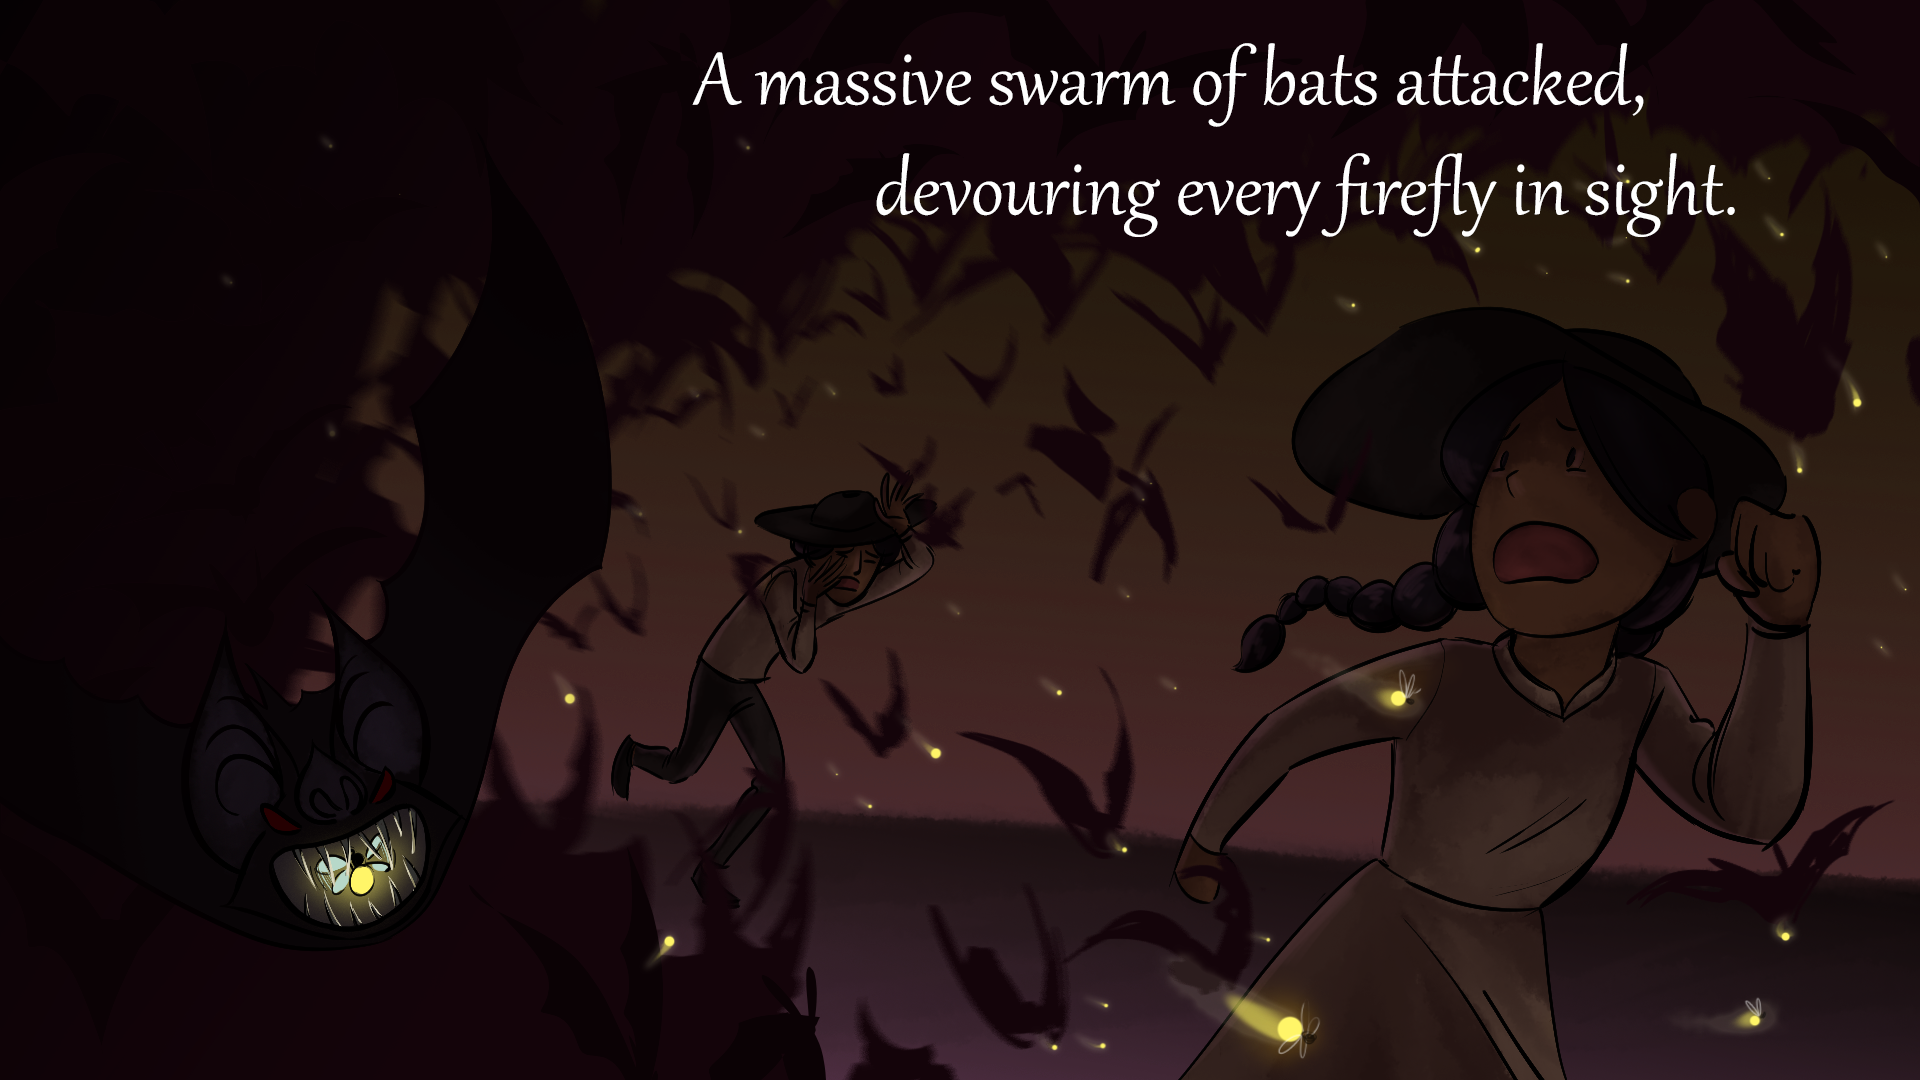 A massive swarm of bats attacked,
devouring every firefly in sight.